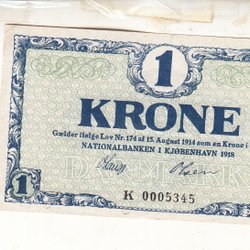 1
KRONE
Gælder ifølge Lov Nr. 174 af 15. August 1914 som en Krone i
NATIONALBANKEN I KJØBENHAVN 1918
DANMARK
1
K 0005345